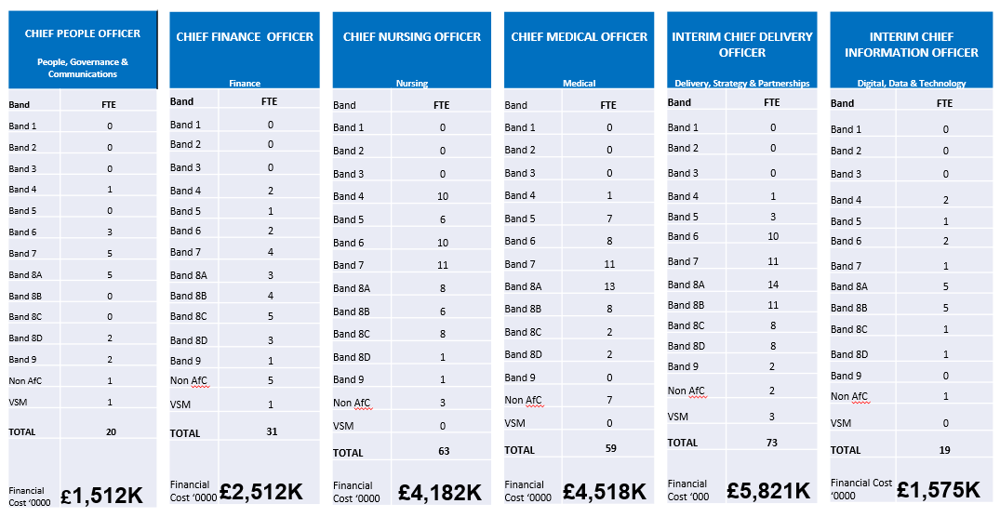 CHIEF PEOPLE OFFICER
People, Governance &
Communications
Band FTE
Band 1 0
Band 2 0
Band 3 0
Band 4 1
Band 5 0
Band 6 3
Band 7 5
Band 8A 5
Band 8B 0
Band 8C 0
Band 8D 2
Band 9 2
Non AfC 1
VSM 1
TOTAL 20
Financial
Cost '0000 £1,512K
CHIEF FINANCE OFFICER
Finance
Band FTE
Band 1 0
Band 2 0
Band 3 0
Band 4 2
Band 5 1
Band 6 2
Band 7 4
Band 8A 3
Band 8B 4
Band 8C 5
Band 8D 3
Band 9 1
Non AfC 5
VSM 1
TOTAL 31
Financial
Cost '0000 £2,512K
CHIEF NURSING OFFICER
Nursing
Band FTE
Band 1 0
Band 2 0
Band 3 0
Band 4 10
Band 5 6
Band 6 10
Band 7 11
Band 8A 8
Band 8B 6
Band 8C 8
Band 8D 1
Band 9 1
Non AfC 3
VSM 0
TOTAL 63
Financial
Cost '0000 £4,182K
CHIEF MEDICAL OFFICER
Medical
Band FTE
Band 1 0
Band 2 0
Band 3 0
Band 4 1
Band 5 7
Band 6 8
Band 7 11
Band 8A 13
Band 8B 8
Band 8C 2
Band 8D 2
Band 9 0
Non AfC 7
VSM 0
TOTAL 59
Financial
Cost '0000 £4,518K
INTERIM CHIEF DELIVERY
OFFICER
Delivery, Strategy & Partnerships
Band FTE
Band 1 0
Band 2 0
Band 3 0
Band 4 1
Band 5 3
Band 6 10
Band 7 11
Band 8A 14
Band 8B 11
Band 8C 8
Band 8D 8
Band 9 2
Non AfC 2
VSM 3
TOTAL 73
Financial
Cost '000 £5,821K
INTERIM CHIEF
INFORMATION OFFICER
Digital, Data & Technology
Band FTE
Band 1 0
Band 2 0
Band 3 0
Band 4 2
Band 5 1
Band 6 2
Band 7 1
Band 8A 5
Band 8B 5
Band 8C 1
Band 8D 1
Band 9 0
Non AfC 1
VSM 0
TOTAL 19
Financial Cost
'0000 £1,575K